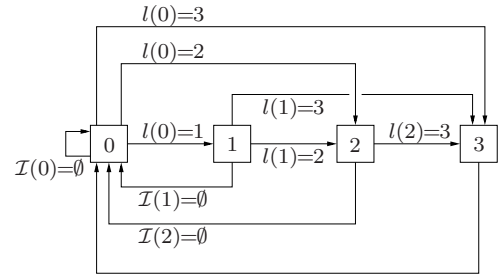 l(0)=3
l(0)=2
l(1)=3
0 l(0)=1 1 l(1)=2 2 l(2)=3 3
I(0)=∅
I(1)=∅
I(2)=∅